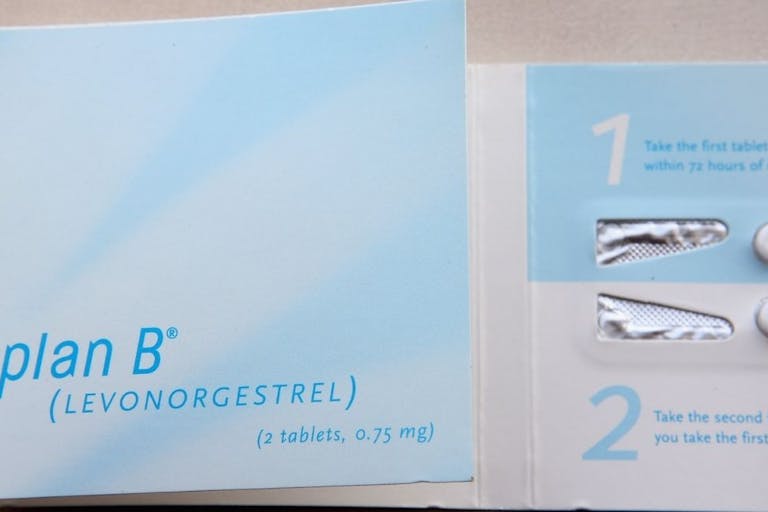 plan B®
(LEVONORGESTREL)
(2 tablets, 0.75 mg)
1
Take the first tablet
within 72 hours of
2
Take the second
you take the first